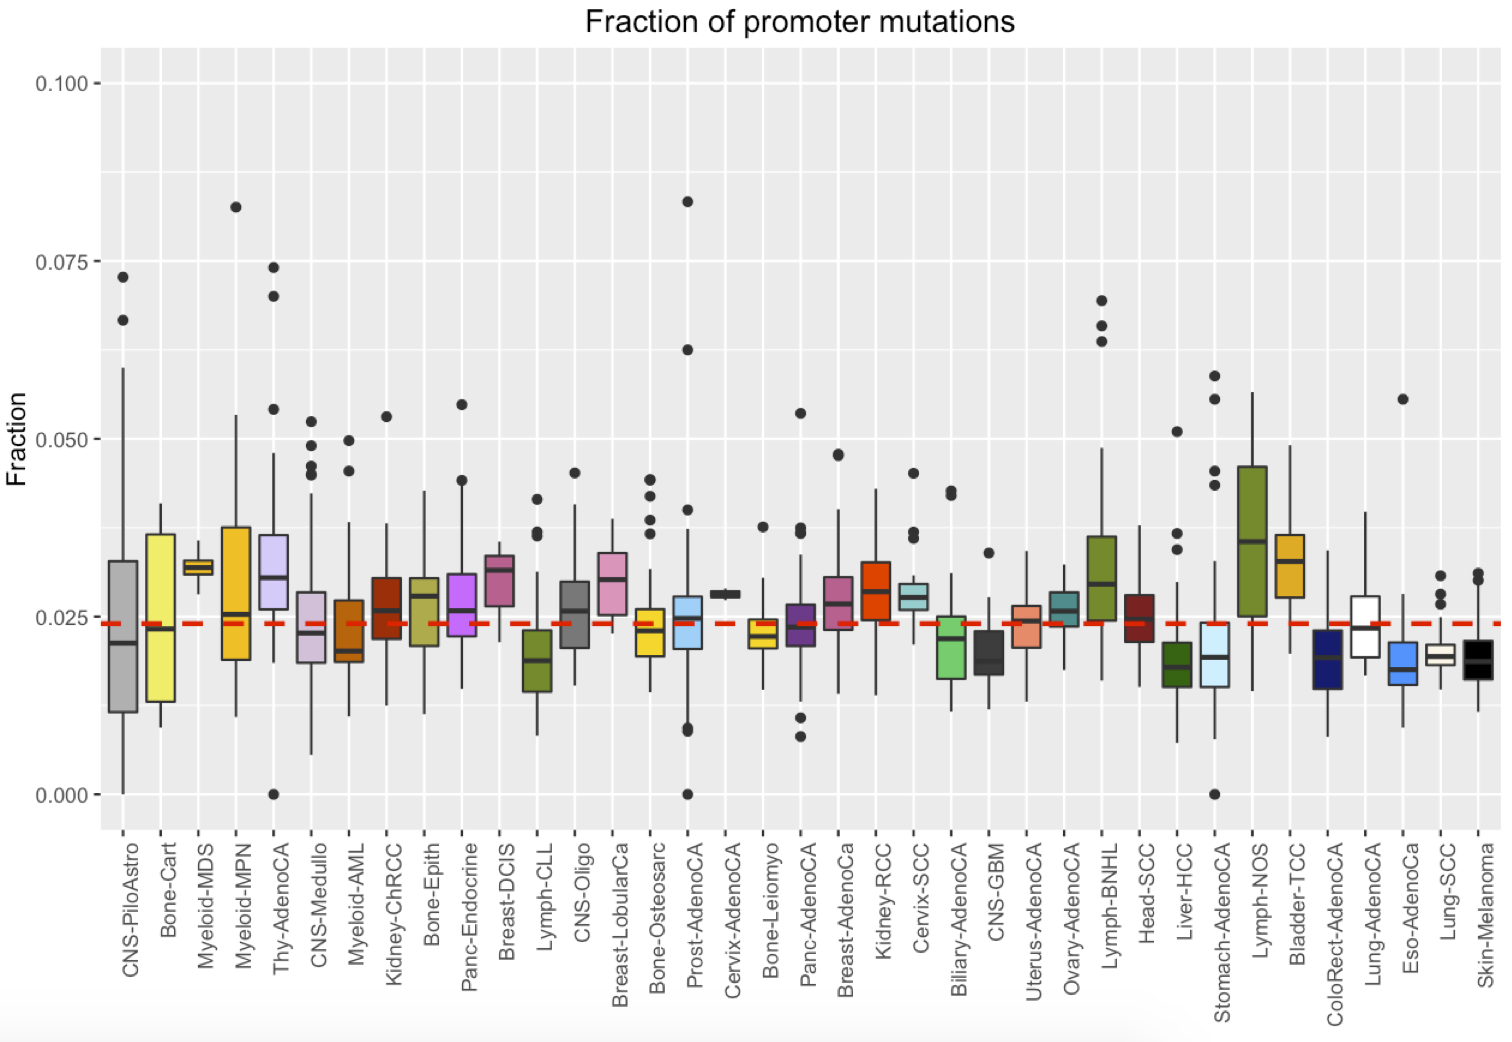 Fraction of promoter mutations
Fraction
0.100
0.075
0.050
0.025
0.000
CNS-PiloAstro
Bone-Cart
Myeloid-MDS
Myeloid-MPN
Thy-AdenoCA
CNS-Medullo
Myeloid-AML
Kidney-ChRCC
Bone-Epith
Panc-Endocrine
Breast-DCIS
Lymph-CLL
CNS-Oligo
Breast-LobularCa
Bone-Osteosarc
Prost-AdenoCA
Cervix-AdenoCA
Bone-Leiomyo
Panc-AdenoCA
Breast-AdenoCa
Kidney-RCC
Cervix-SCC
Biliary-AdenoCA
CNS-GBM
Uterus-AdenoCA
Ovary-AdenoCA
Lymph-BNHL
Head-SCC
Liver-HCC
Stomach-AdenoCA
Lymph-NOS
Bladder-TCC
ColoRect-AdenoCA
Lung-AdenoCA
Eso-AdenoCa
Lung-SCC
Skin-Melanoma